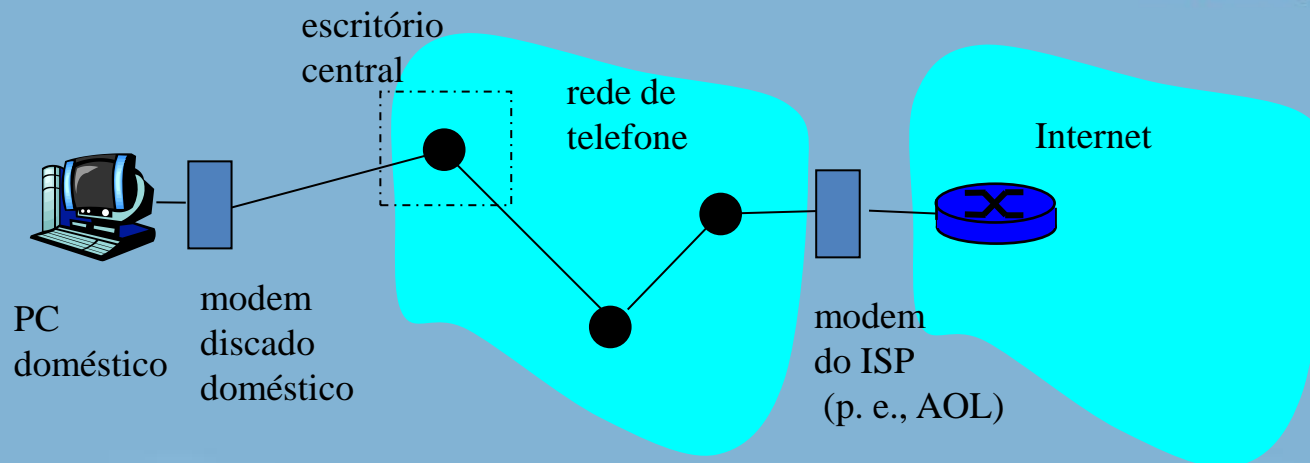 escritório
central
rede de
telefone
Internet
PC
doméstico
modem
discado
doméstico
modem
do ISP
(p. e., AOL)